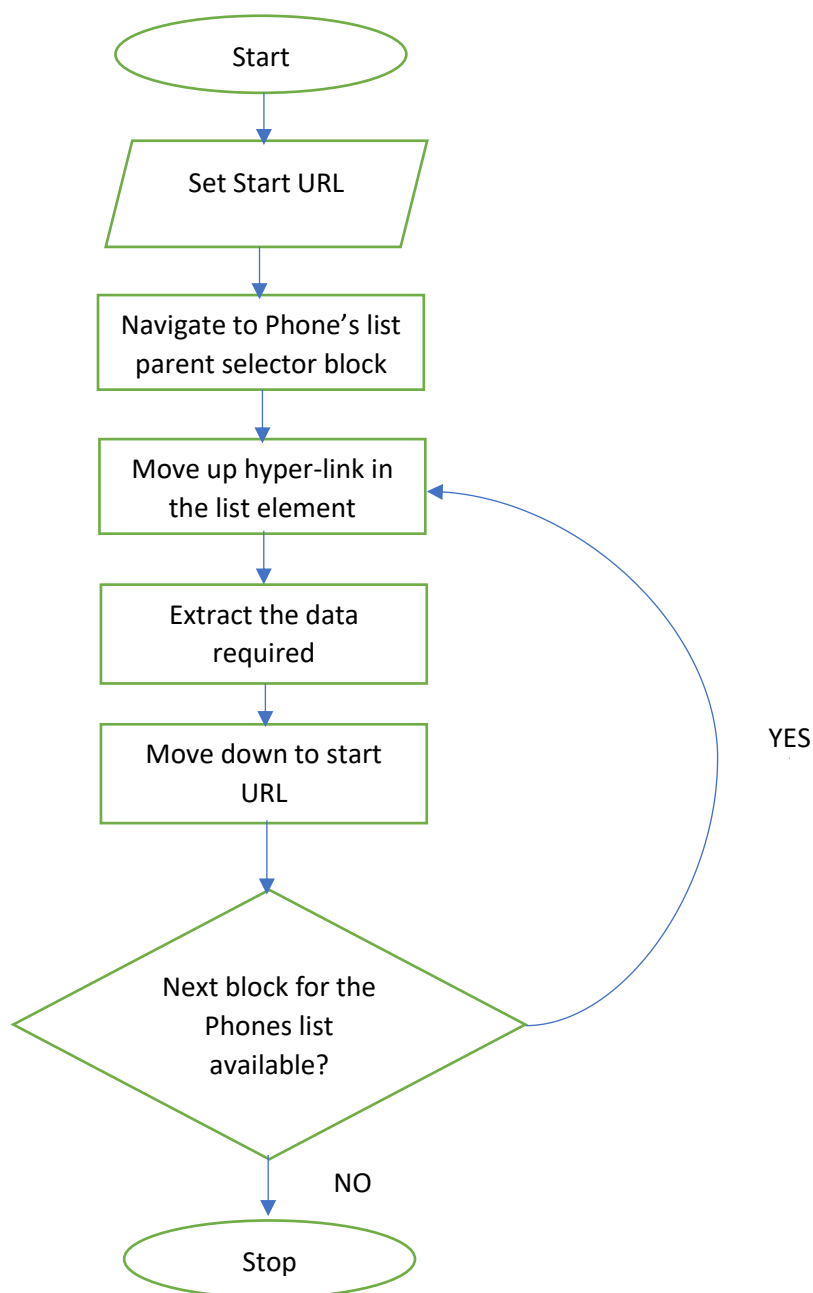 Start
Set Start URL
Navigate to Phone’s list
parent selector block
Move up hyper-link in
the list element
Extract the data
required
Move down to start
URL
YES
Next block for the
Phones list
available?
NO
Stop